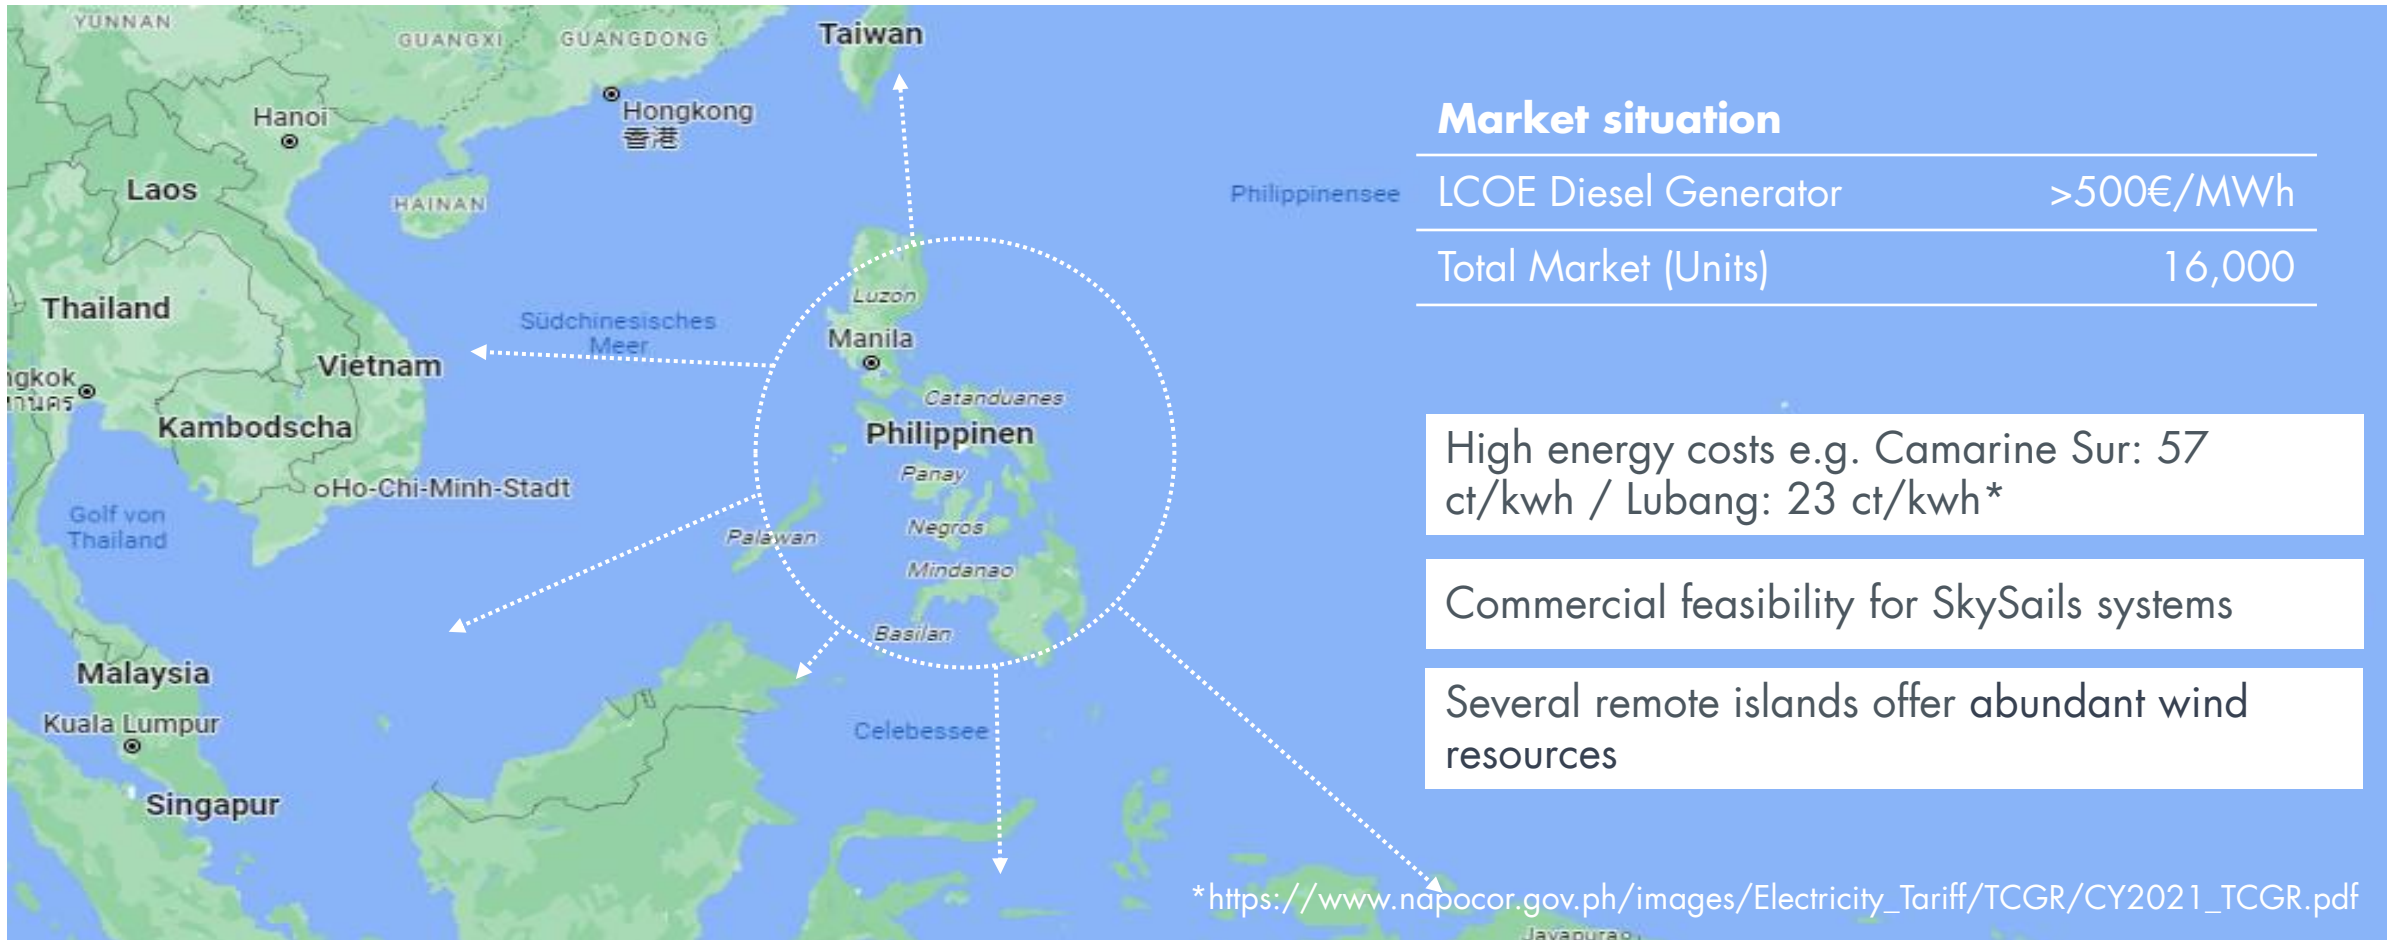 YUNNAN
GUANGXI
GUANGDONG
Taiwan
Hanoi
Hongkong
香港
Laos
HAINAN
Philippinensee
Thailand
Luzon
Südchinesisches
Meer
Manila
Vietnam
ngkok
Catanduanes
Kambodscha
Philippinen
Panay
Ho-Chi-Minh-Stadt
Golf von
Thailand
Negros
Palawan
Mindanao
Basilan
Malaysia
Kuala Lumpur
Celebessee
Singapur
Market situation
LCOE Diesel Generator >500€/MWh
Total Market (Units) 16,000
High energy costs e.g. Camarine Sur: 57
ct/kwh / Lubang: 23 ct/kwh*
Commercial feasibility for SkySails systems
Several remote islands offer abundant wind
resources
*https://www.napocor.gov.ph/images/Electricity_Tariff/TCGR/CY2021_TCGR.pdf